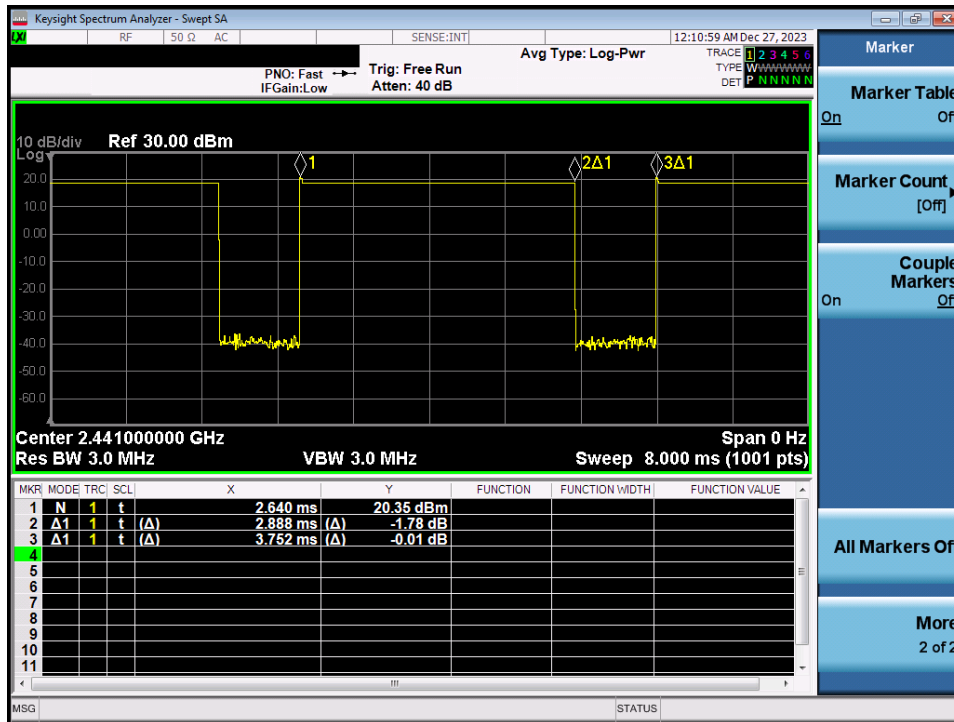 Keysight Spectrum Analyzer - Swept SA
LXI RF 50 Ω AC SENSE:INT 12:10:59 AM Dec 27, 2023
Marker
Avg Type: Log-Pwr TRACE 1 2 3 4 5 6
PNO: Fast Trig: Free Run TYPE WWWWWW
IFGain:Low Atten: 40 dB DET P N N N N N
Marker Table
On Of
10 dB/div Ref 30.00 dBm
Log
1 2Δ1 3Δ1
20.0
Marker Count
[Off]
10.0
0.00
-10.0
Couple
Markers
On Of
-20.0
-30.0
-40.0
-50.0
-60.0
Center 2.441000000 GHz Span 0 Hz
Res BW 3.0 MHz VBW 3.0 MHz Sweep 8.000 ms (1001 pts)
MKR MODE TRC SCL X Y FUNCTION FUNCTION WIDTH FUNCTION VALUE
1 N 1 t 2.640 ms 20.35 dBm
2 Δ1 1 t (Δ) 2.888 ms (Δ) -1.78 dB
3 Δ1 1 t (Δ) 3.752 ms (Δ) -0.01 dB
4
5
6
7
8
9
10
11
All Markers Of
More
2 of 2
MSG STATUS